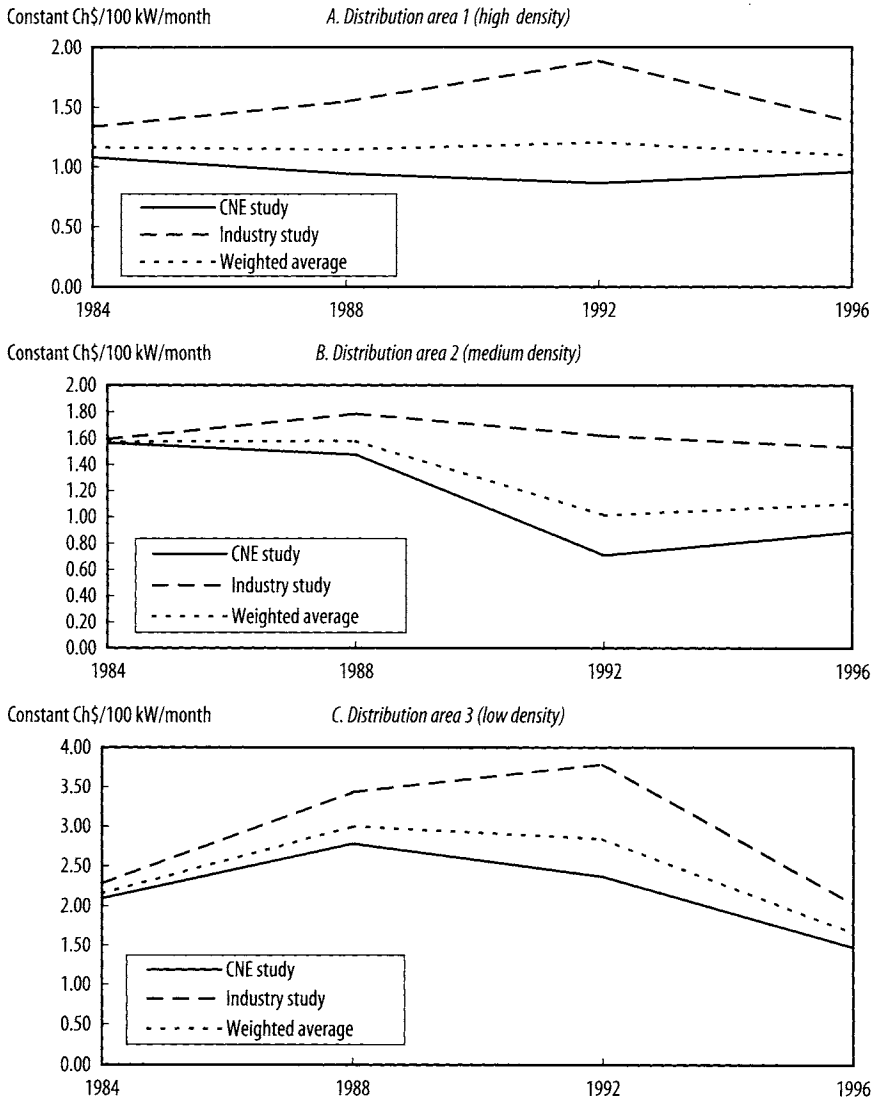 Constant Ch$/100 kW/month
A. Distribution area 1 (high density)
2.00
1.50
1.00
0.50
0.00
CNE study
Industry study
Weighted average
1984
1988
1992
1996
Constant Ch$/100 kW/month
B. Distribution area 2 (medium density)
2.00
1.80
1.60
1.40
1.20
1.00
0.80
0.60
0.40
0.20
0.00
CNE study
Industry study
Weighted average
1984
1988
1992
1996
Constant Ch$/100 kW/month
C. Distribution area 3 (low density)
4.00
3.50
3.00
2.50
2.00
1.50
1.00
0.50
0.00
CNE study
Industry study
Weighted average
1984
1988
1992
1996